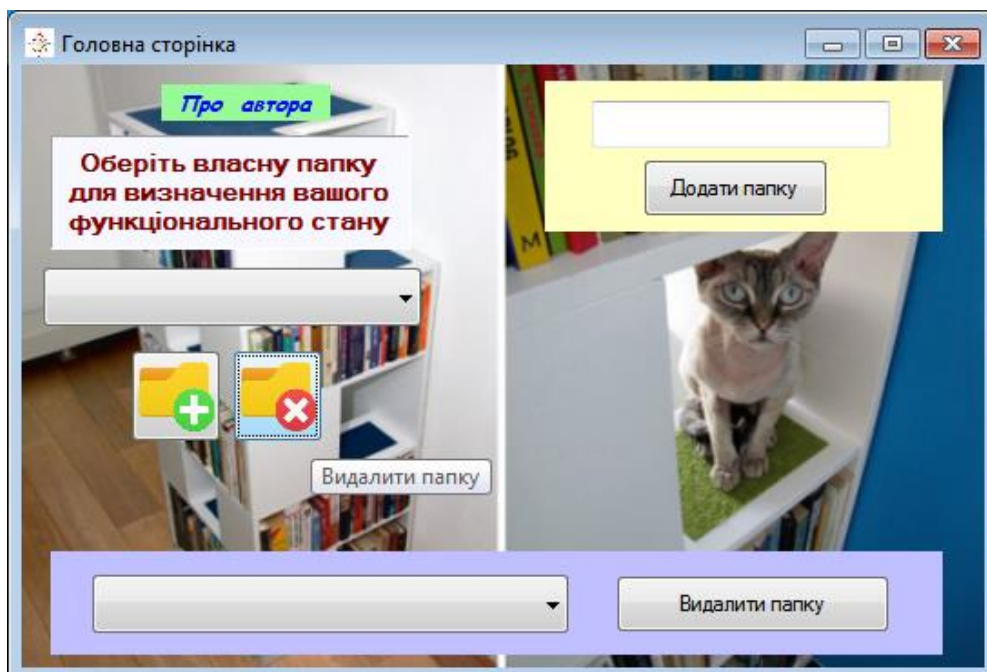 Головна сторінка
Про автора
Оберіть власну папку
для визначення вашого
функціонального стану
Додати папку
Видалити папку
Видалити папку